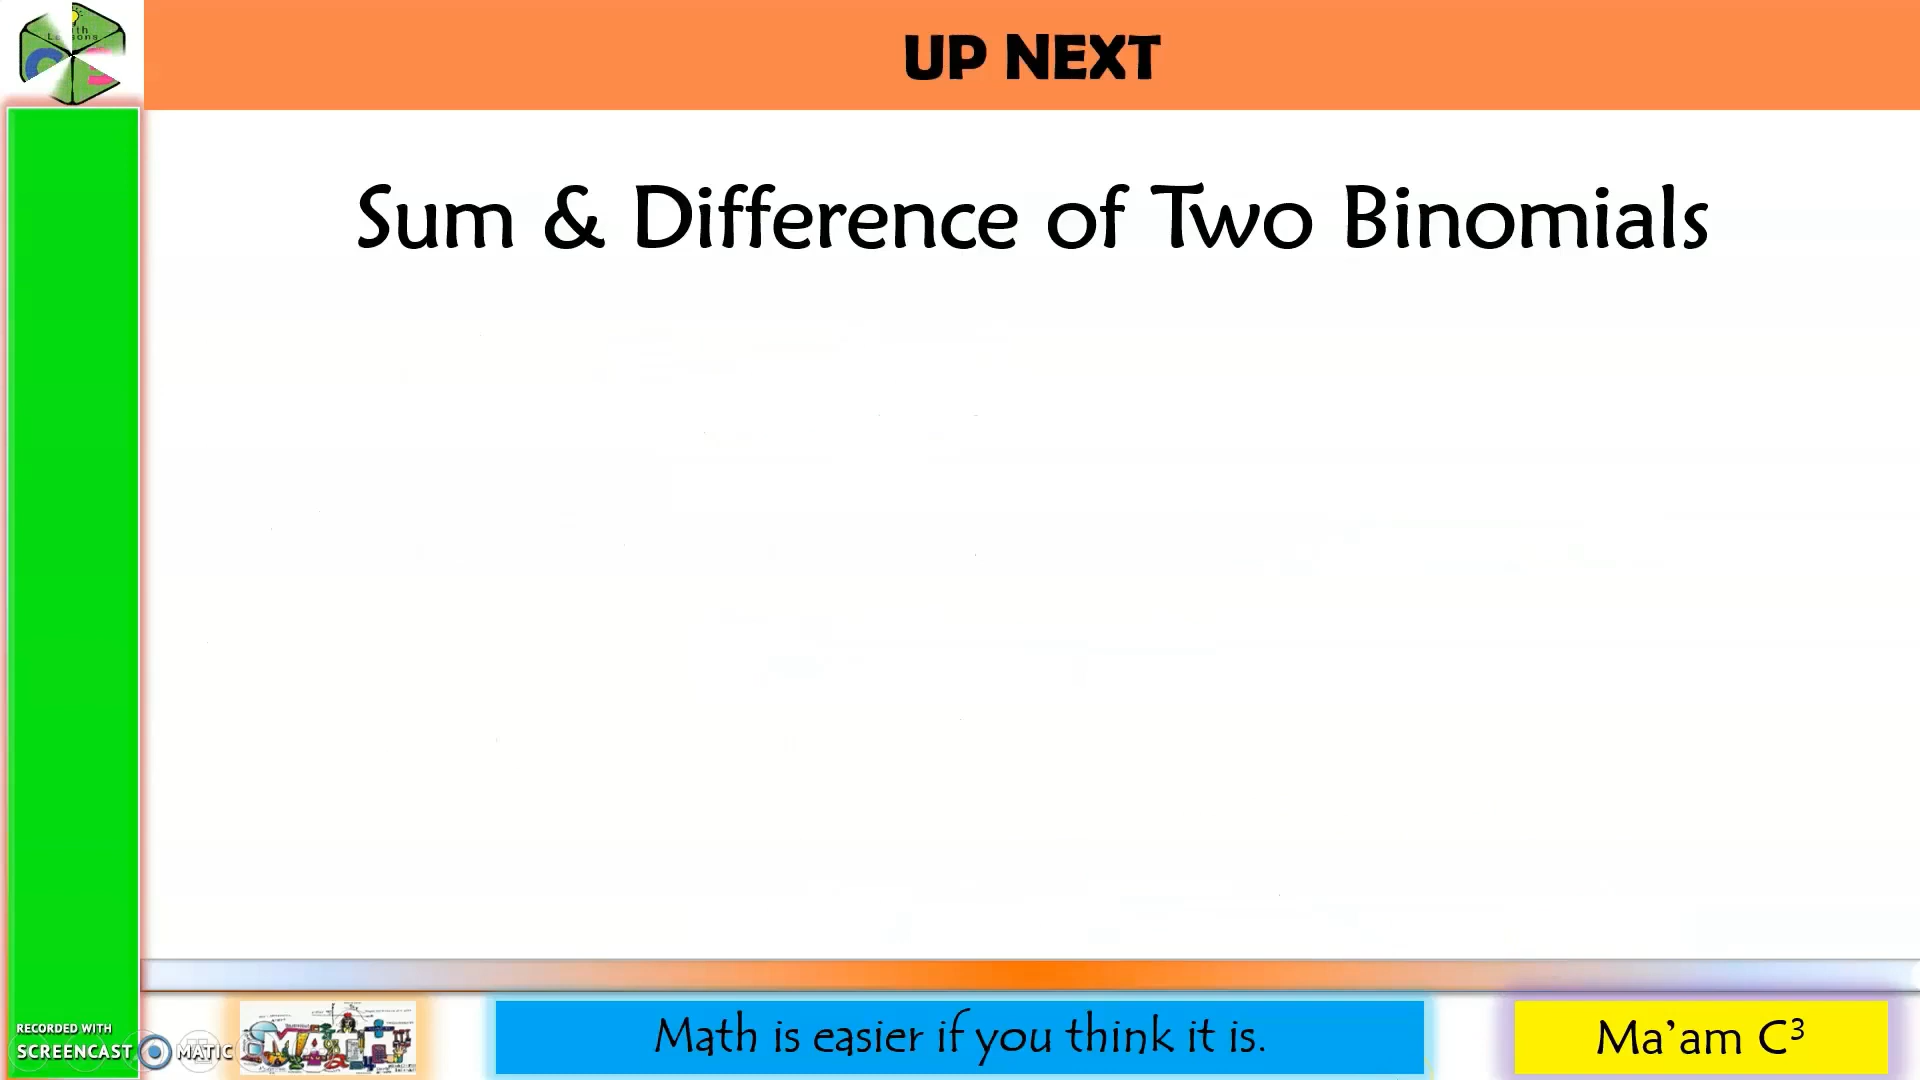 UP NEXT
Sum & Difference of Two Binomials
RECORDED WITH
SCREENCAST MATIC
MATH
Math is easier if you think it is.
Ma’am C³